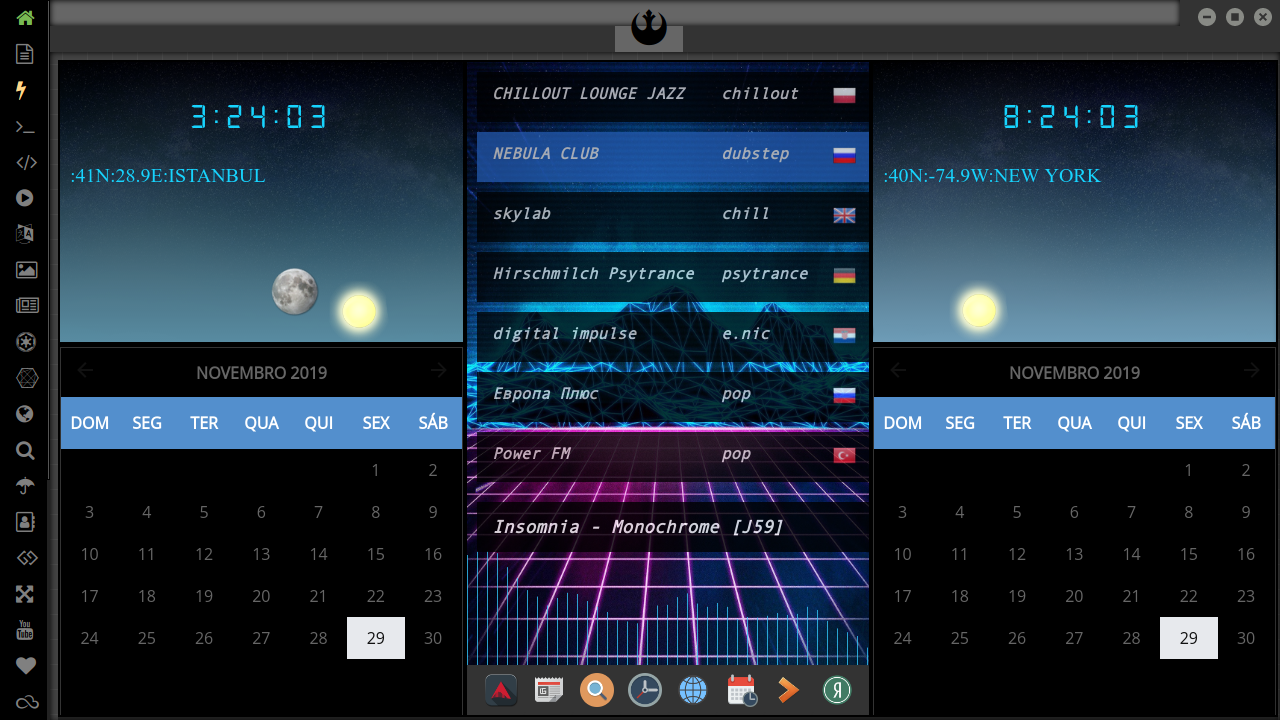 3:24:03
:41N:28.9E:ISTANBUL
NOVEMBRO 2019
DOM SEG TER QUA QUI SEX SÁB
1 2
3 4 5 6 7 8 9
10 11 12 13 14 15 16
17 18 19 20 21 22 23
24 25 26 27 28 29 30
CHILLOUT LOUNGE JAZZ chillout
NEBULA CLUB dubstep
skylab chill
Hirschmilch Psytrance psytrance
digital impulse e.nic
Европа Плюс pop
Power FM pop
Insomnia - Monochrome [J59]
Я
8:24:03
:40N:-74.9W:NEW YORK
NOVEMBRO 2019
DOM SEG TER QUA QUI SEX SÁB
1 2
3 4 5 6 7 8 9
10 11 12 13 14 15 16
17 18 19 20 21 22 23
24 25 26 27 28 29 30
You
Tube